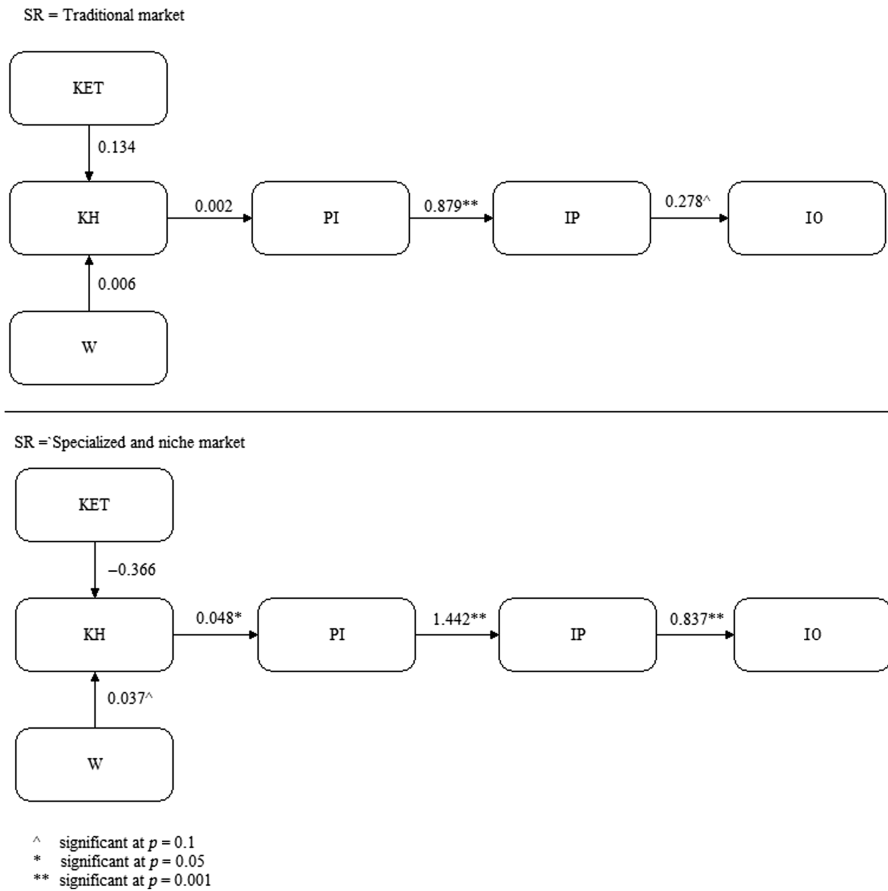 SR = Traditional market
KET
0.134
KH
0.002
PI
0.879**
IP
0.278^
IO
0.006
W
SR =`Specialized and niche market
KET
−0.366
KH
0.048*
PI
1.442**
IP
0.837**
IO
0.037^
W
^ significant at p = 0.1
* significant at p = 0.05
** significant at p = 0.001